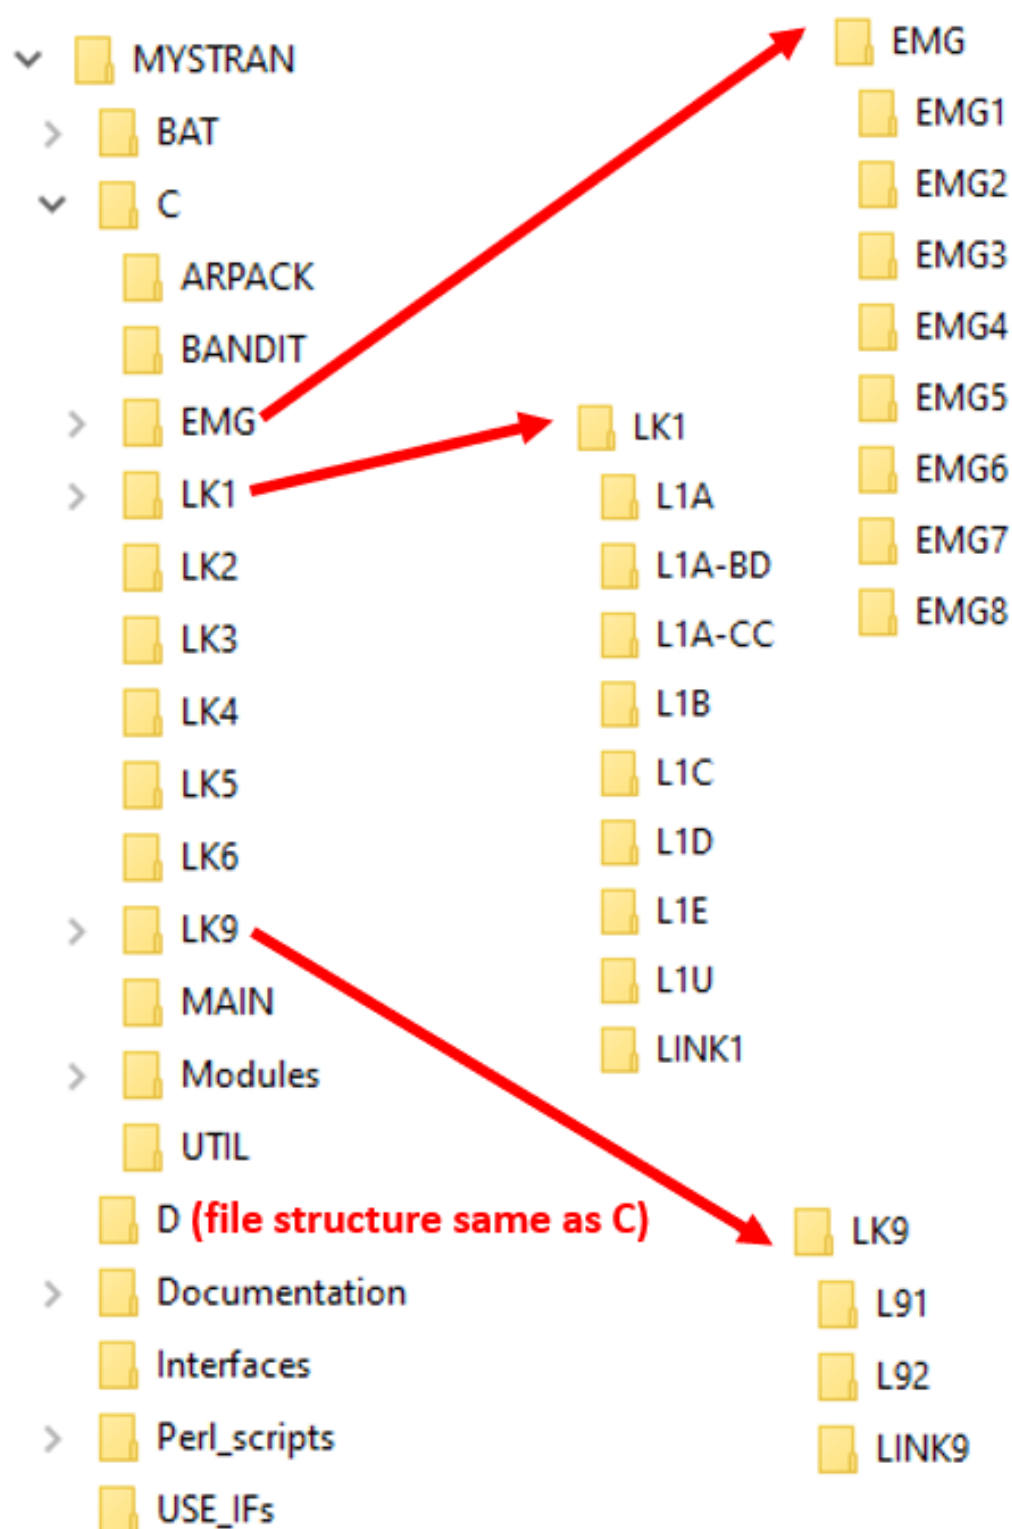 MYSTRAN
BAT
C
ARPACK
BANDIT
EMG
LK1
LK2
LK3
LK4
LK5
LK6
LK9
MAIN
Modules
UTIL
D (file structure same as C)
Documentation
Interfaces
Perl_scripts
USE_IFs
EMG
EMG1
EMG2
EMG3
EMG4
EMG5
EMG6
EMG7
EMG8
LK1
L1A
L1A-BD
L1A-CC
L1B
L1C
L1D
L1E
L1U
LINK1
LK9
L91
L92
LINK9